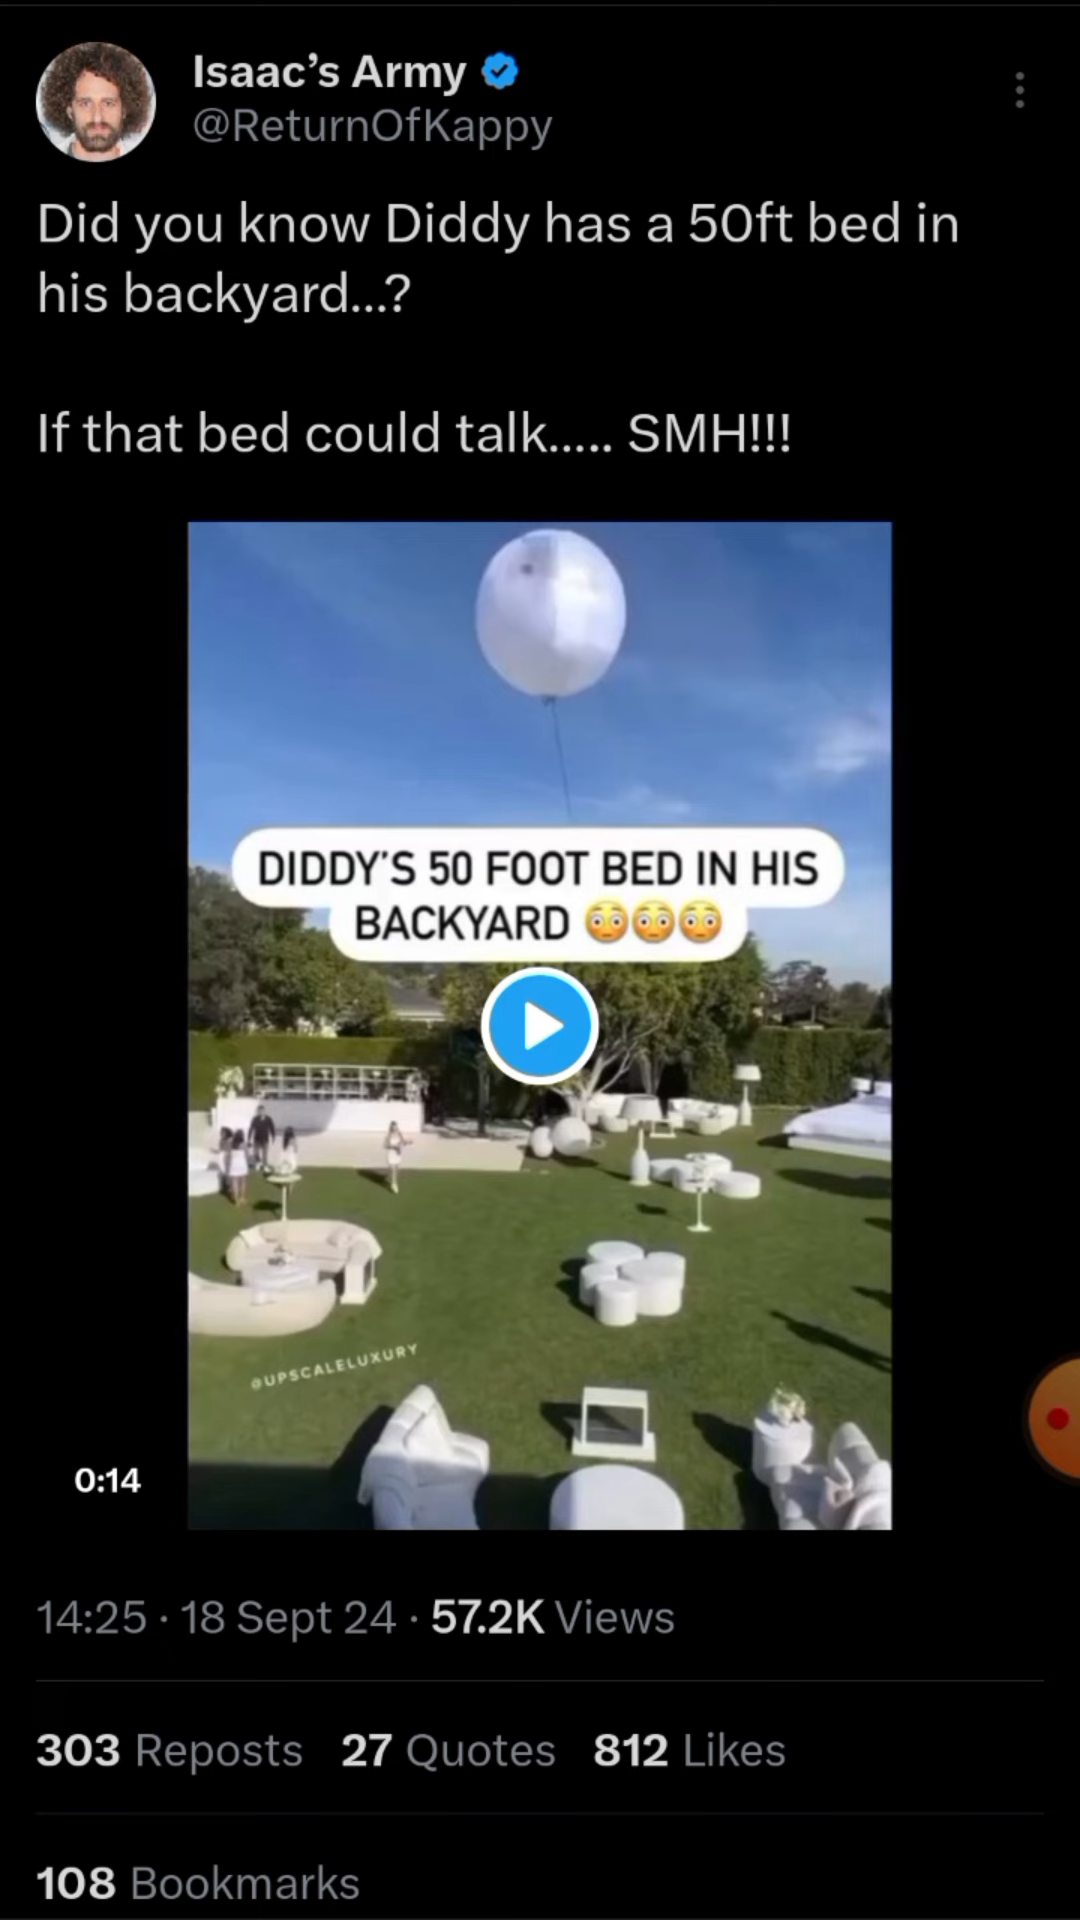 Isaac’s Army
@ReturnOfKappy
Did you know Diddy has a 50ft bed in
his backyard...?
If that bed could talk..... SMH!!!
DIDDY'S 50 FOOT BED IN HIS
BACKYARD 😳😳😳
@UPSCALELUXURY
0:14
14:25 · 18 Sept 24 · 57.2K Views
303 Reposts 27 Quotes 812 Likes
108 Bookmarks